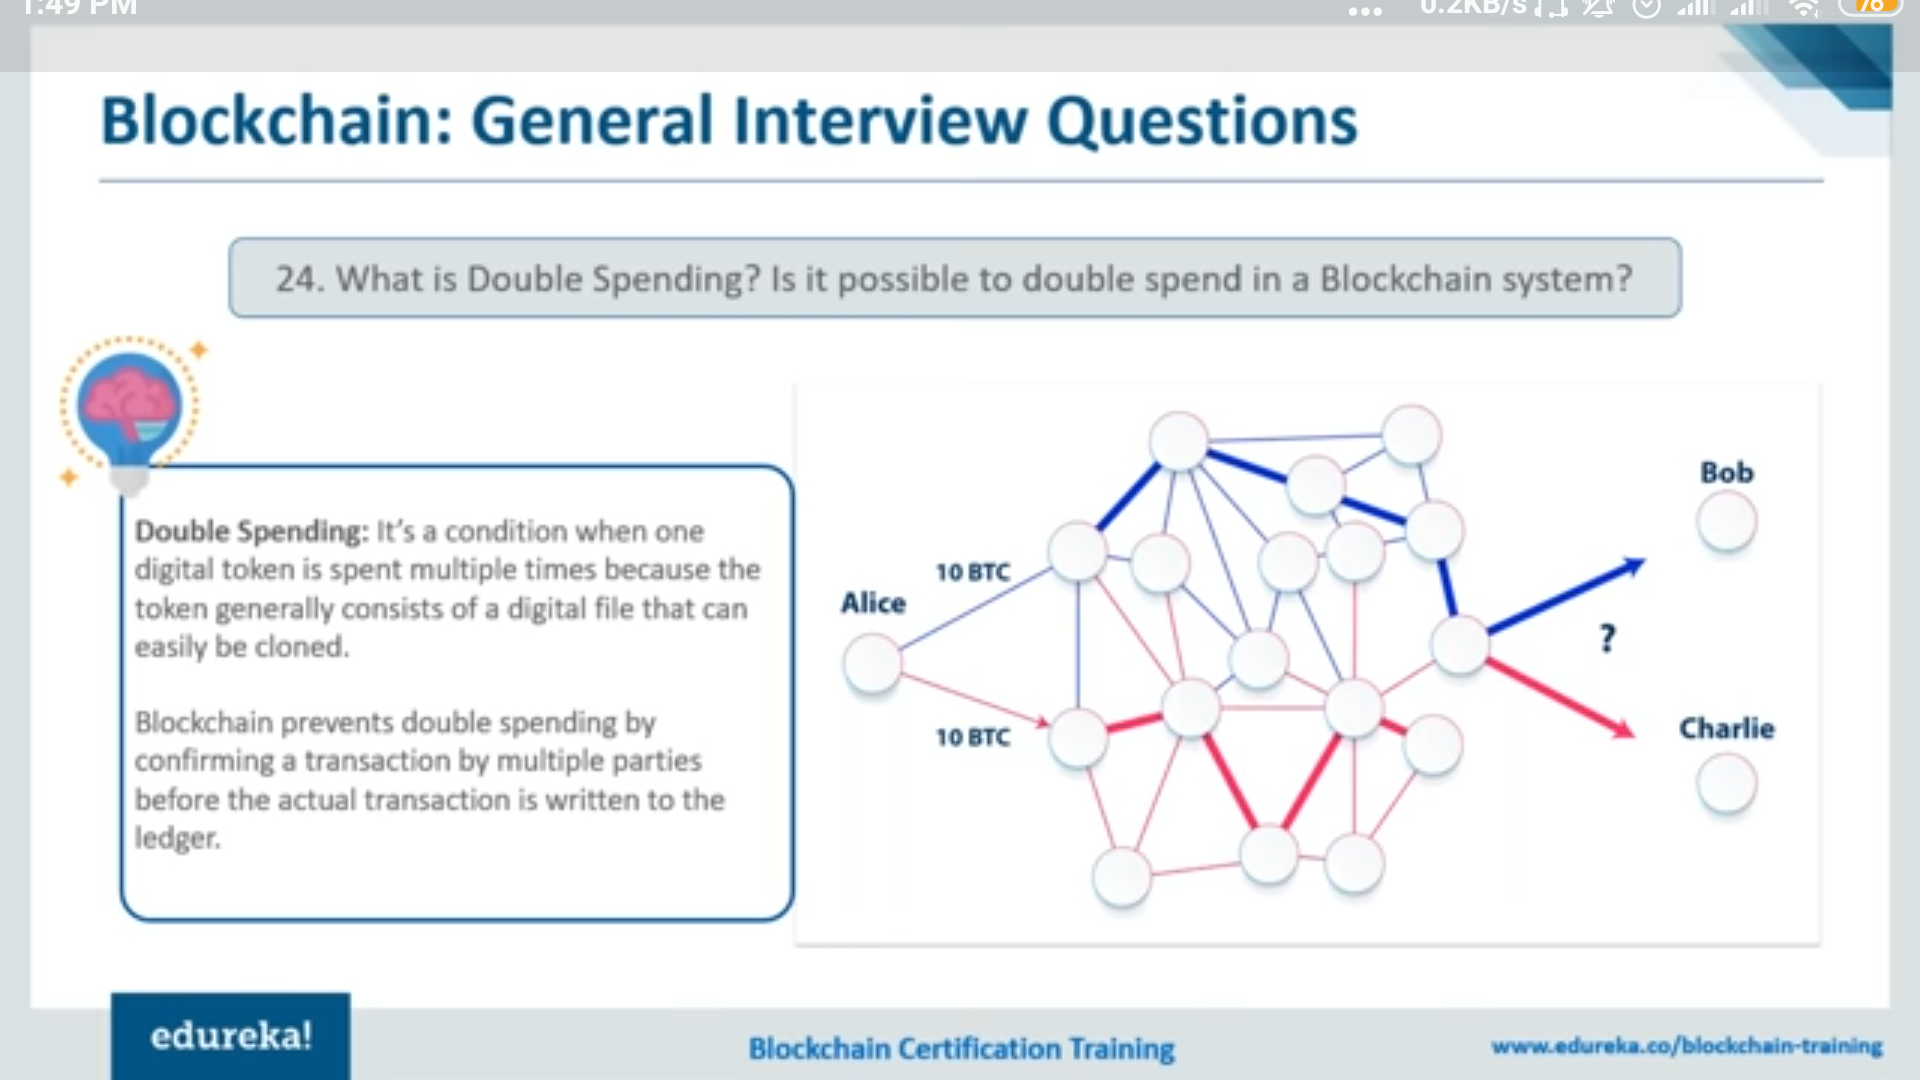 1:49 PM
0.2KB/s
76
Blockchain: General Interview Questions
24. What is Double Spending? Is it possible to double spend in a Blockchain system?
Double Spending: It's a condition when one
digital token is spent multiple times because the
token generally consists of a digital file that can
easily be cloned.
Blockchain prevents double spending by
confirming a transaction by multiple parties
before the actual transaction is written to the
ledger.
Alice
10 BTC
10 BTC
Bob
?
Charlie
edureka!
Blockchain Certification Training
www.edureka.co/blockchain-training